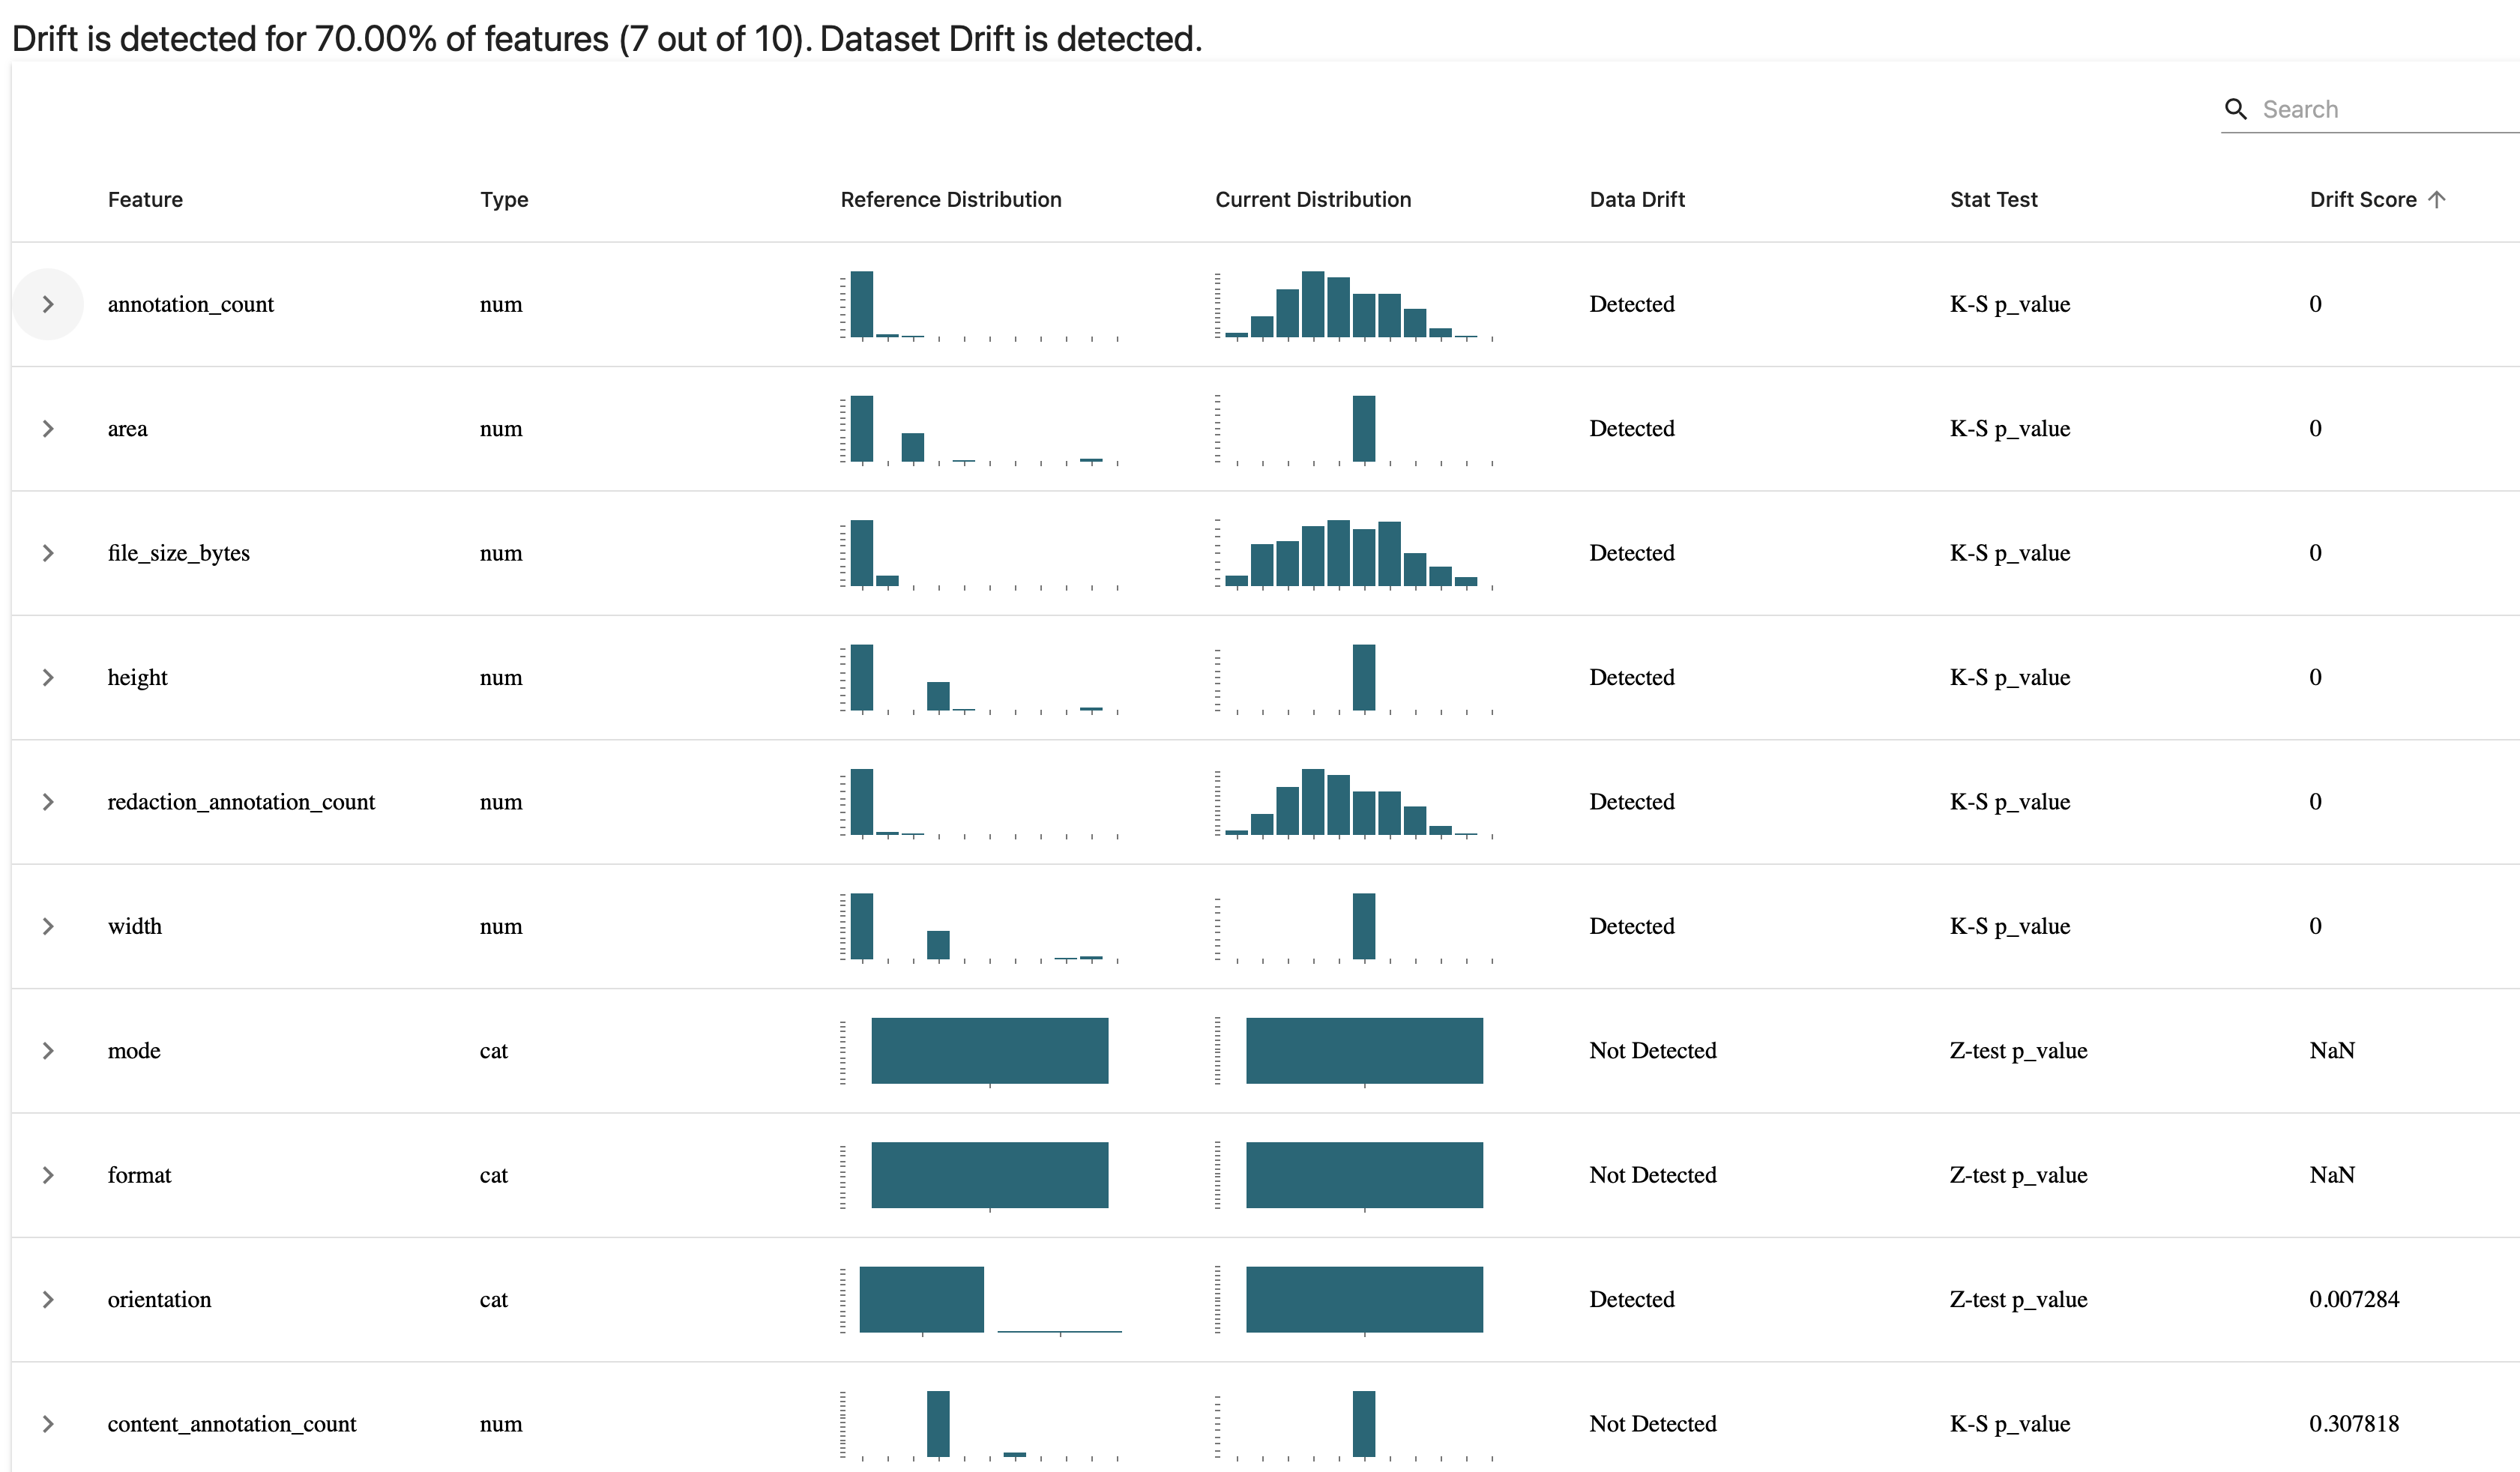 Drift is detected for 70.00% of features (7 out of 10). Dataset Drift is detected.
Search
Feature Type Reference Distribution Current Distribution Data Drift Stat Test Drift Score
annotation_count num Detected K-S p_value 0
area num Detected K-S p_value 0
file_size_bytes num Detected K-S p_value 0
height num Detected K-S p_value 0
redaction_annotation_count num Detected K-S p_value 0
width num Detected K-S p_value 0
mode cat Not Detected Z-test p_value NaN
format cat Not Detected Z-test p_value NaN
orientation cat Detected Z-test p_value 0.007284
content_annotation_count num Not Detected K-S p_value 0.307818